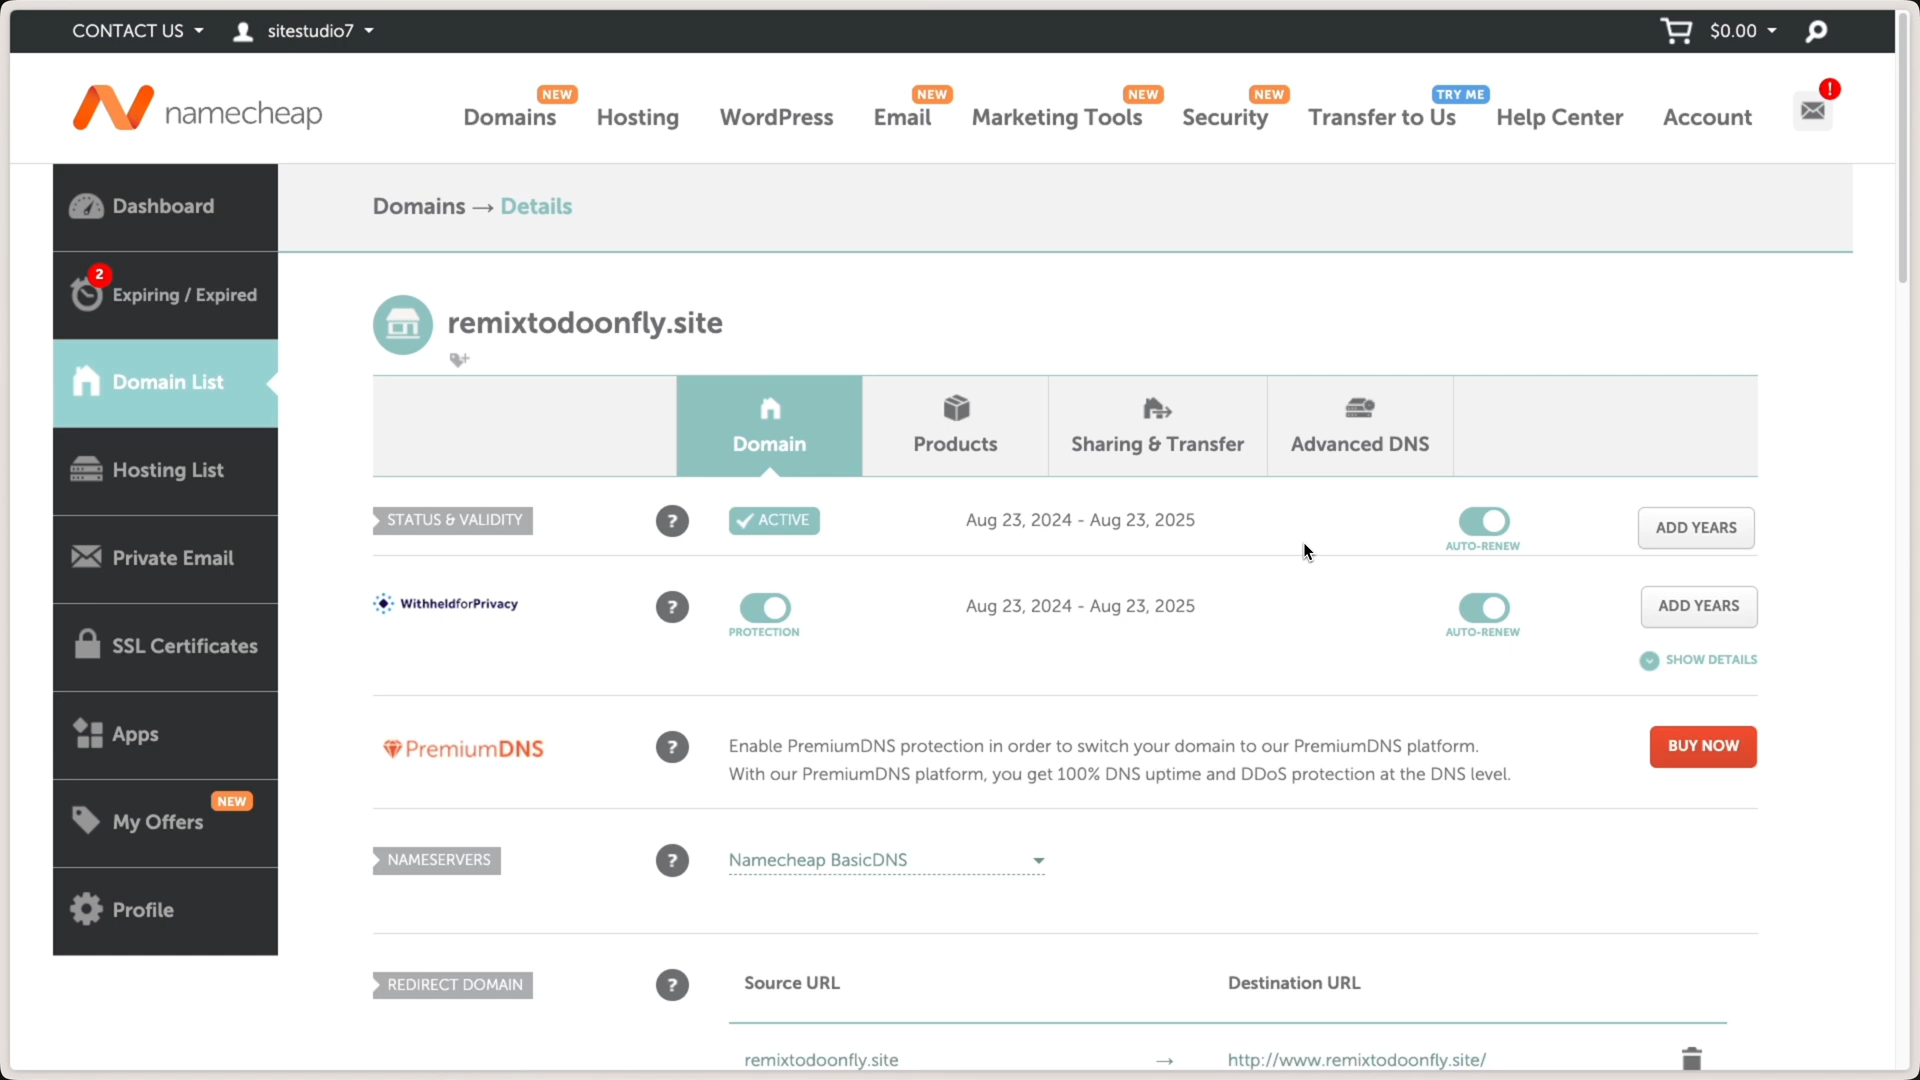 CONTACT US
sitestudio7
$0.00
namecheap
Domains
NEW
Hosting
WordPress
Email
NEW
Marketing Tools
NEW
Security
NEW
Transfer to Us
TRY ME
Help Center
Account
!
Dashboard
2
Expiring / Expired
Domain List
Hosting List
Private Email
SSL Certificates
Apps
My Offers
NEW
Profile
Domains → Details
remixtodoonfly.site
Domain
Products
Sharing & Transfer
Advanced DNS
STATUS & VALIDITY
?
ACTIVE
Aug 23, 2024 - Aug 23, 2025
AUTO-RENEW
ADD YEARS
WithheldforPrivacy
?
PROTECTION
Aug 23, 2024 - Aug 23, 2025
AUTO-RENEW
ADD YEARS
SHOW DETAILS
PremiumDNS
?
Enable PremiumDNS protection in order to switch your domain to our PremiumDNS platform.
With our PremiumDNS platform, you get 100% DNS uptime and DDoS protection at the DNS level.
BUY NOW
NAMESERVERS
?
Namecheap BasicDNS
REDIRECT DOMAIN
?
Source URL
Destination URL
remixtodoonfly.site
→
http://www.remixtodoonfly.site/